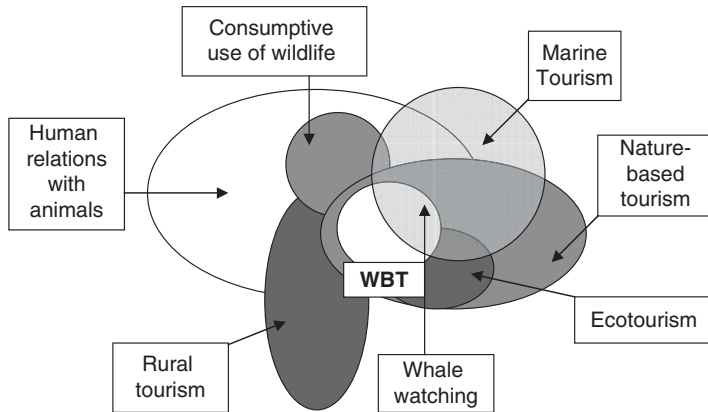 Consumptive
use of wildlife
Marine
Tourism
Human
relations
with
animals
Nature-
based
tourism
WBT
Ecotourism
Rural
tourism
Whale
watching